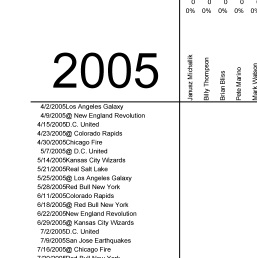 0 0 0 0
0% 0% 0% 0% 0%
2005
Janusz Michallik
Billy Thompson
Brian Bliss
Pete Marino
Mark Watson
4/2/2005Los Angeles Galaxy
4/9/2005@ New England Revolution
4/15/2005D.C. United
4/23/2005@ Colorado Rapids
4/30/2005Chicago Fire
5/7/2005@ D.C. United
5/14/2005Kansas City Wizards
5/21/2005Real Salt Lake
5/25/2005@ Los Angeles Galaxy
5/28/2005Red Bull New York
6/11/2005Colorado Rapids
6/18/2005@ Red Bull New York
6/22/2005New England Revolution
6/29/2005@ Kansas City Wizards
7/2/2005D.C. United
7/9/2005San Jose Earthquakes
7/16/2005@ Chicago Fire